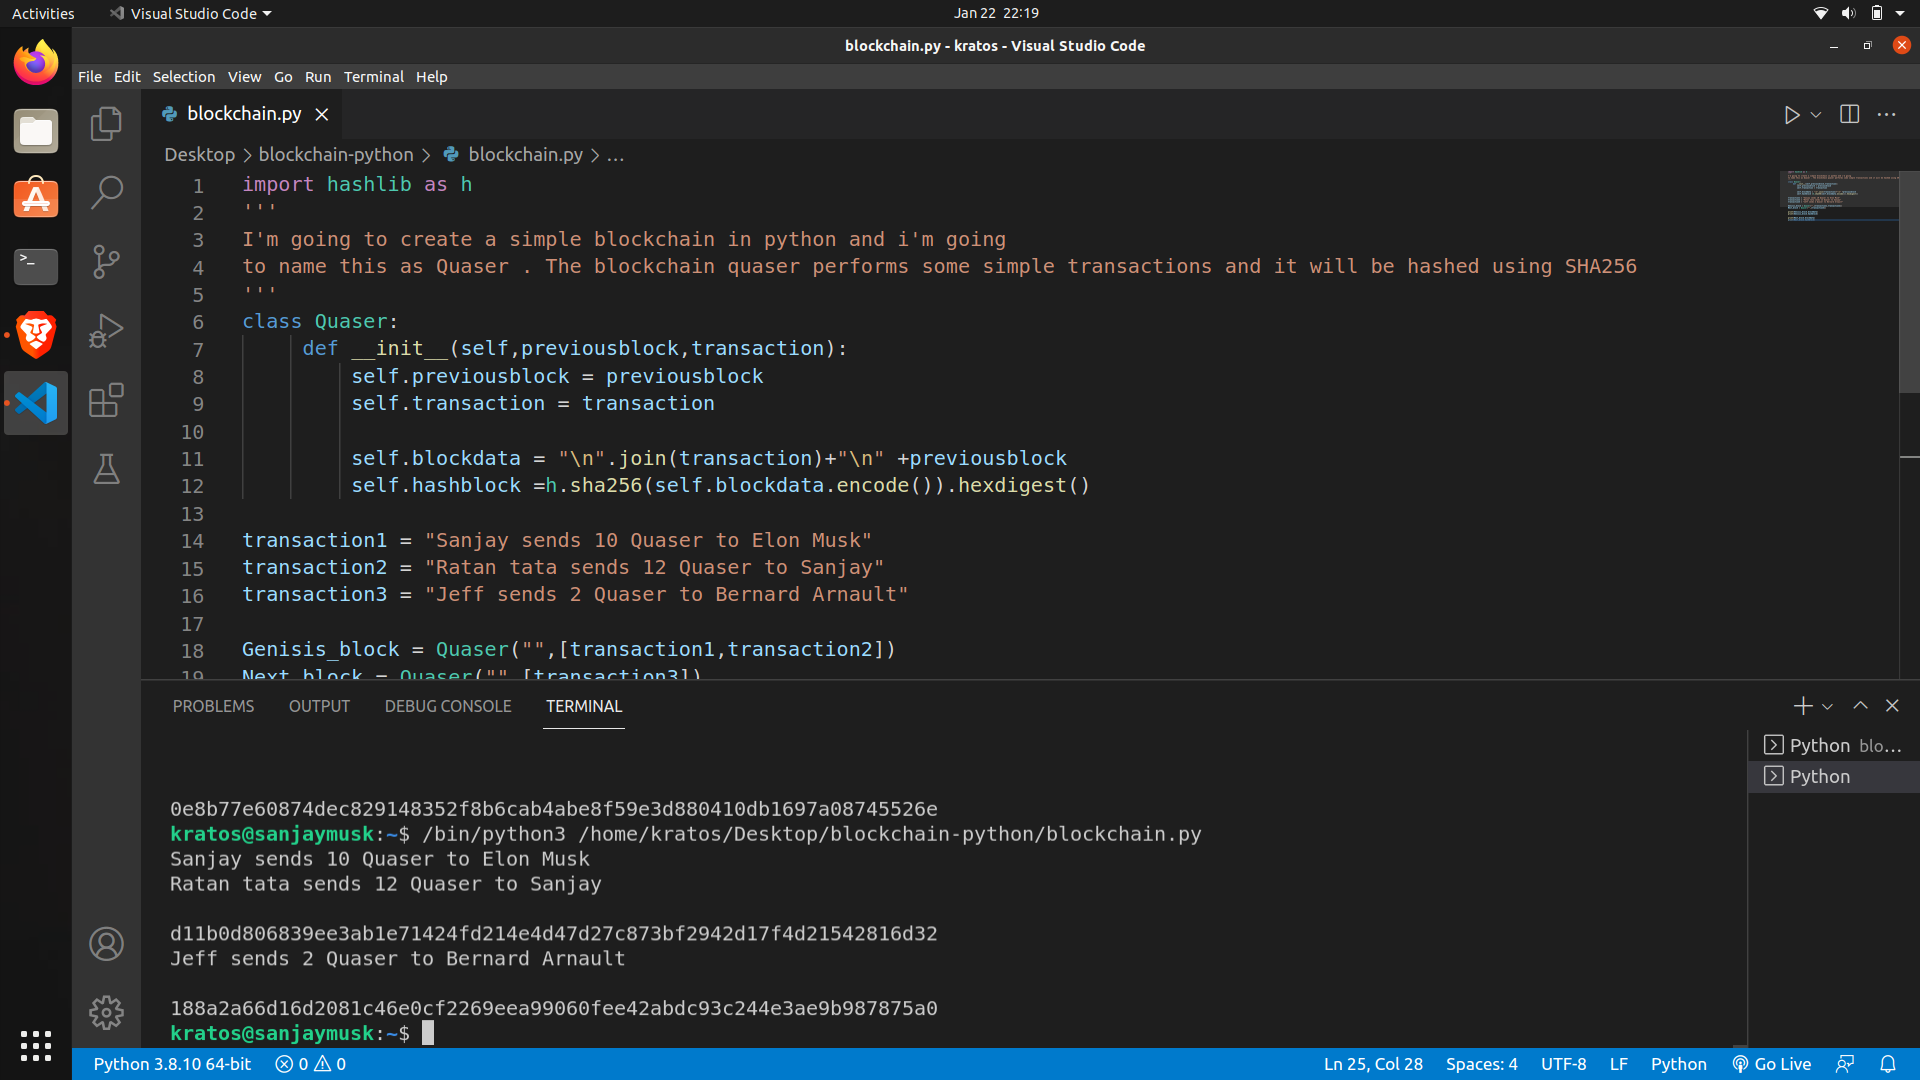 Activities
Visual Studio Code
Jan 22 22:19
blockchain.py - kratos - Visual Studio Code
File Edit Selection View Go Run Terminal Help
blockchain.py
Desktop > blockchain-python > blockchain.py > ...
1 import hashlib as h
2 '''
3 I'm going to create a simple blockchain in python and i'm going
4 to name this as Quaser . The blockchain quaser performs some simple transactions and it will be hashed using SHA256
5 '''
6 class Quaser:
7 def __init__(self,previousblock,transaction):
8 self.previousblock = previousblock
9 self.transaction = transaction
10
11 self.blockdata = "\n".join(transaction)+"\n" +previousblock
12 self.hashblock =h.sha256(self.blockdata.encode()).hexdigest()
13
14 transaction1 = "Sanjay sends 10 Quaser to Elon Musk"
15 transaction2 = "Ratan tata sends 12 Quaser to Sanjay"
16 transaction3 = "Jeff sends 2 Quaser to Bernard Arnault"
17
18 Genisis_block = Quaser("",[transaction1,transaction2])
19 Next_block = Quaser("",[transaction3])
PROBLEMS OUTPUT DEBUG CONSOLE TERMINAL
Python blo...
Python
0e8b77e60874dec829148352f8b6cab4abe8f59e3d880410db1697a08745526e
kratos@sanjaymusk:~$ /bin/python3 /home/kratos/Desktop/blockchain-python/blockchain.py
Sanjay sends 10 Quaser to Elon Musk
Ratan tata sends 12 Quaser to Sanjay
d11b0d806839ee3ab1e71424fd214e4d47d27c873bf2942d17f4d21542816d32
Jeff sends 2 Quaser to Bernard Arnault
188a2a66d16d2081c46e0cf2269eea99060fee42abdc93c244e3ae9b987875a0
kratos@sanjaymusk:~$
Python 3.8.10 64-bit 0 0 Ln 25, Col 28 Spaces: 4 UTF-8 LF Python Go Live